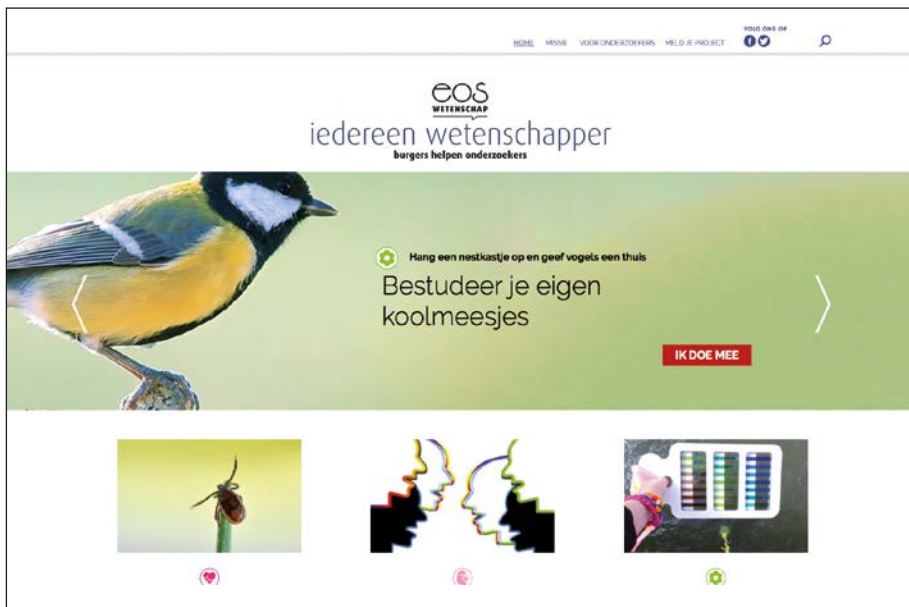 VOLG ONS OP
HOME MISSIE VOOR ONDERZOEKERS MELD JE PROJECT
eos
WETENSCHAP
iedereen wetenschapper
burgers helpen onderzoekers
Hang een nestkastje op en geef vogels een thuis
Bestudeer je eigen
koolmeesjes
IK DOE MEE